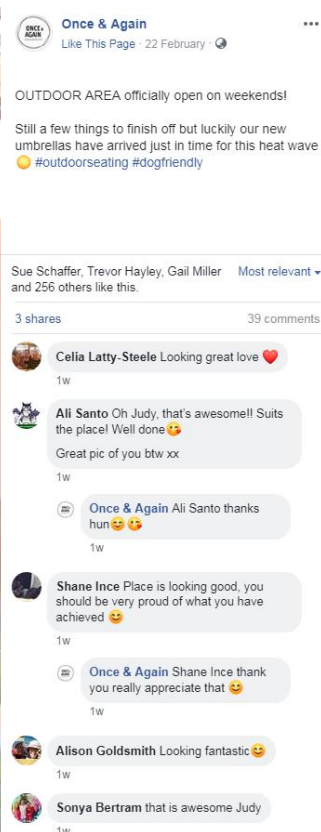 ONCE & AGAIN
Once & Again
Like This Page · 22 February ·
OUTDOOR AREA officially open on weekends!
Still a few things to finish off but luckily our new
umbrellas have arrived just in time for this heat wave
#outdoorseating #dogfriendly
Sue Schaffer, Trevor Hayley, Gail Miller
and 256 others like this.
Most relevant
3 shares
39 comments
Celia Latty-Steele Looking great love ❤
1w
Ali Santo Oh Judy, that's awesome!! Suits
the place! Well done😘
Great pic of you btw xx
1w
Once & Again Ali Santo thanks
hun😊😘
1w
Shane Ince Place is looking good, you
should be very proud of what you have
achieved 😊
1w
Once & Again Shane Ince thank
you really appreciate that 😊
1w
Alison Goldsmith Looking fantastic😊
1w
Sonya Bertram that is awesome Judy
1w